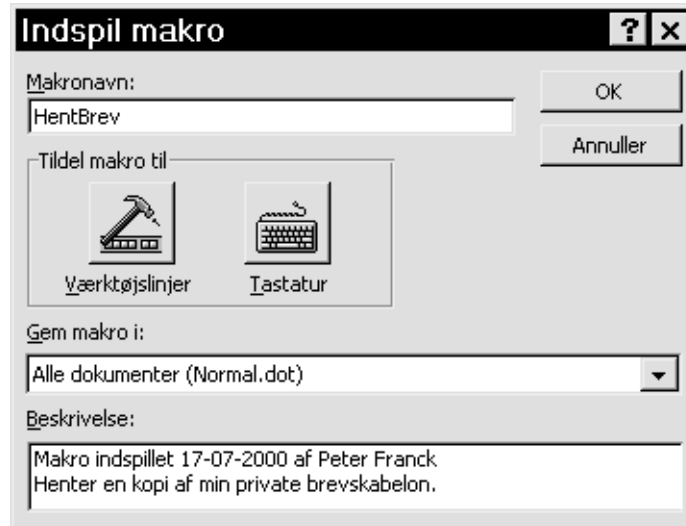 Indspil makro
Makronavn:
OK
HentBrev
Annuller
Tildel makro til
Værktøjslinjer Tastatur
Gem makro i:
Alle dokumenter (Normal.dot)
Beskrivelse:
Makro indspillet 17-07-2000 af Peter Franck
Henter en kopi af min private brevskabelon.